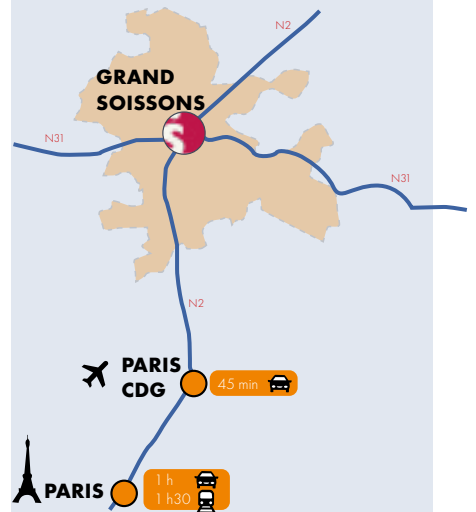 N2
GRAND
SOISSONS
S
N31
N31
N2
PARIS
CDG
45 min
1 h
1 h30
PARIS